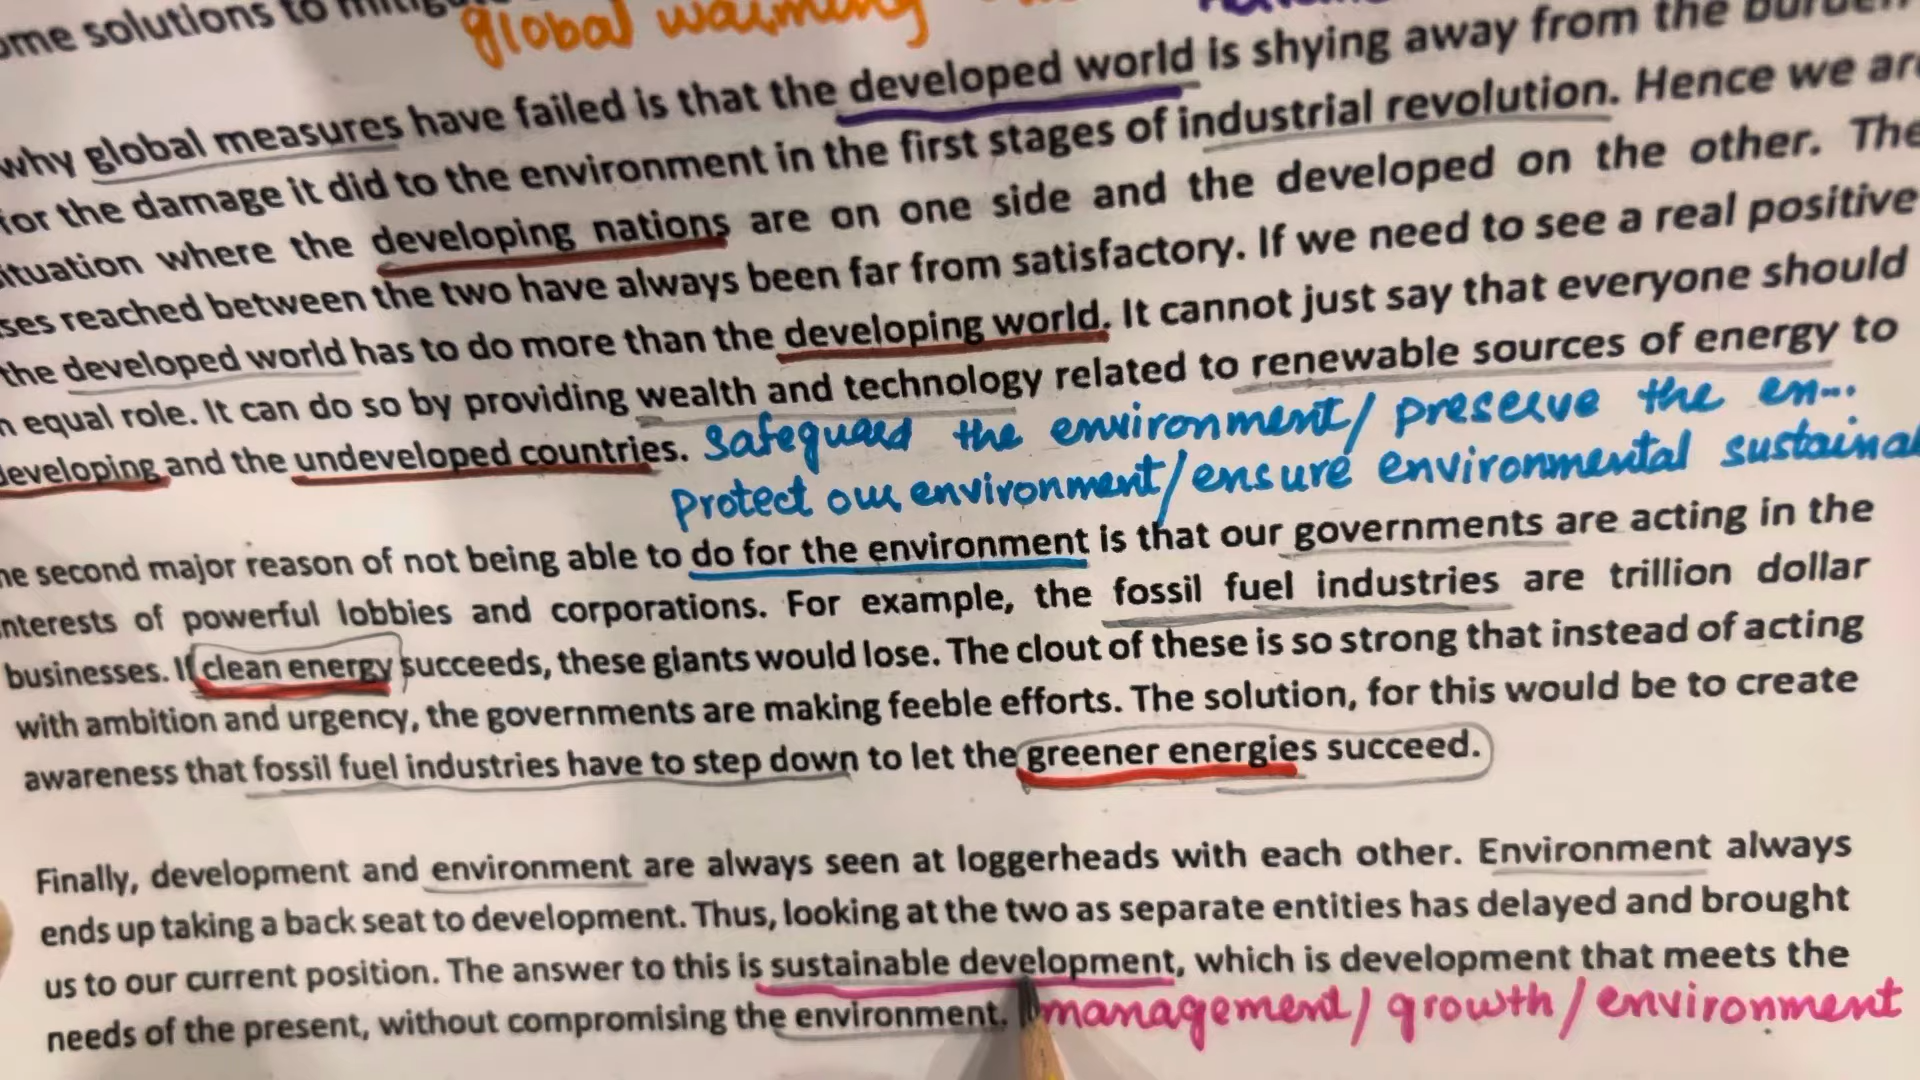 ome solutions to mitig
global warming
why global measures have failed is that the developed world is shying away from the burden
for the damage it did to the environment in the first stages of industrial revolution. Hence we are
ituation where the developing nations are on one side and the developed on the other. The
ses reached between the two have always been far from satisfactory. If we need to see a real positive
the developed world has to do more than the developing world. It cannot just say that everyone should
n equal role. It can do so by providing wealth and technology related to renewable sources of energy to
developing and the undeveloped countries. Safeguard the environment/ preserve the en...
Protect our environment/ensure environmental sustainal
he second major reason of not being able to do for the environment is that our governments are acting in the
nterests of powerful lobbies and corporations. For example, the fossil fuel industries are trillion dollar
businesses. If clean energy succeeds, these giants would lose. The clout of these is so strong that instead of acting
with ambition and urgency, the governments are making feeble efforts. The solution, for this would be to create
awareness that fossil fuel industries have to step down to let the greener energies succeed.
Finally, development and environment are always seen at loggerheads with each other. Environment always
ends up taking a back seat to development. Thus, looking at the two as separate entities has delayed and brought
us to our current position. The answer to this is sustainable development, which is development that meets the
needs of the present, without compromising the environment. management/ growth/ environment